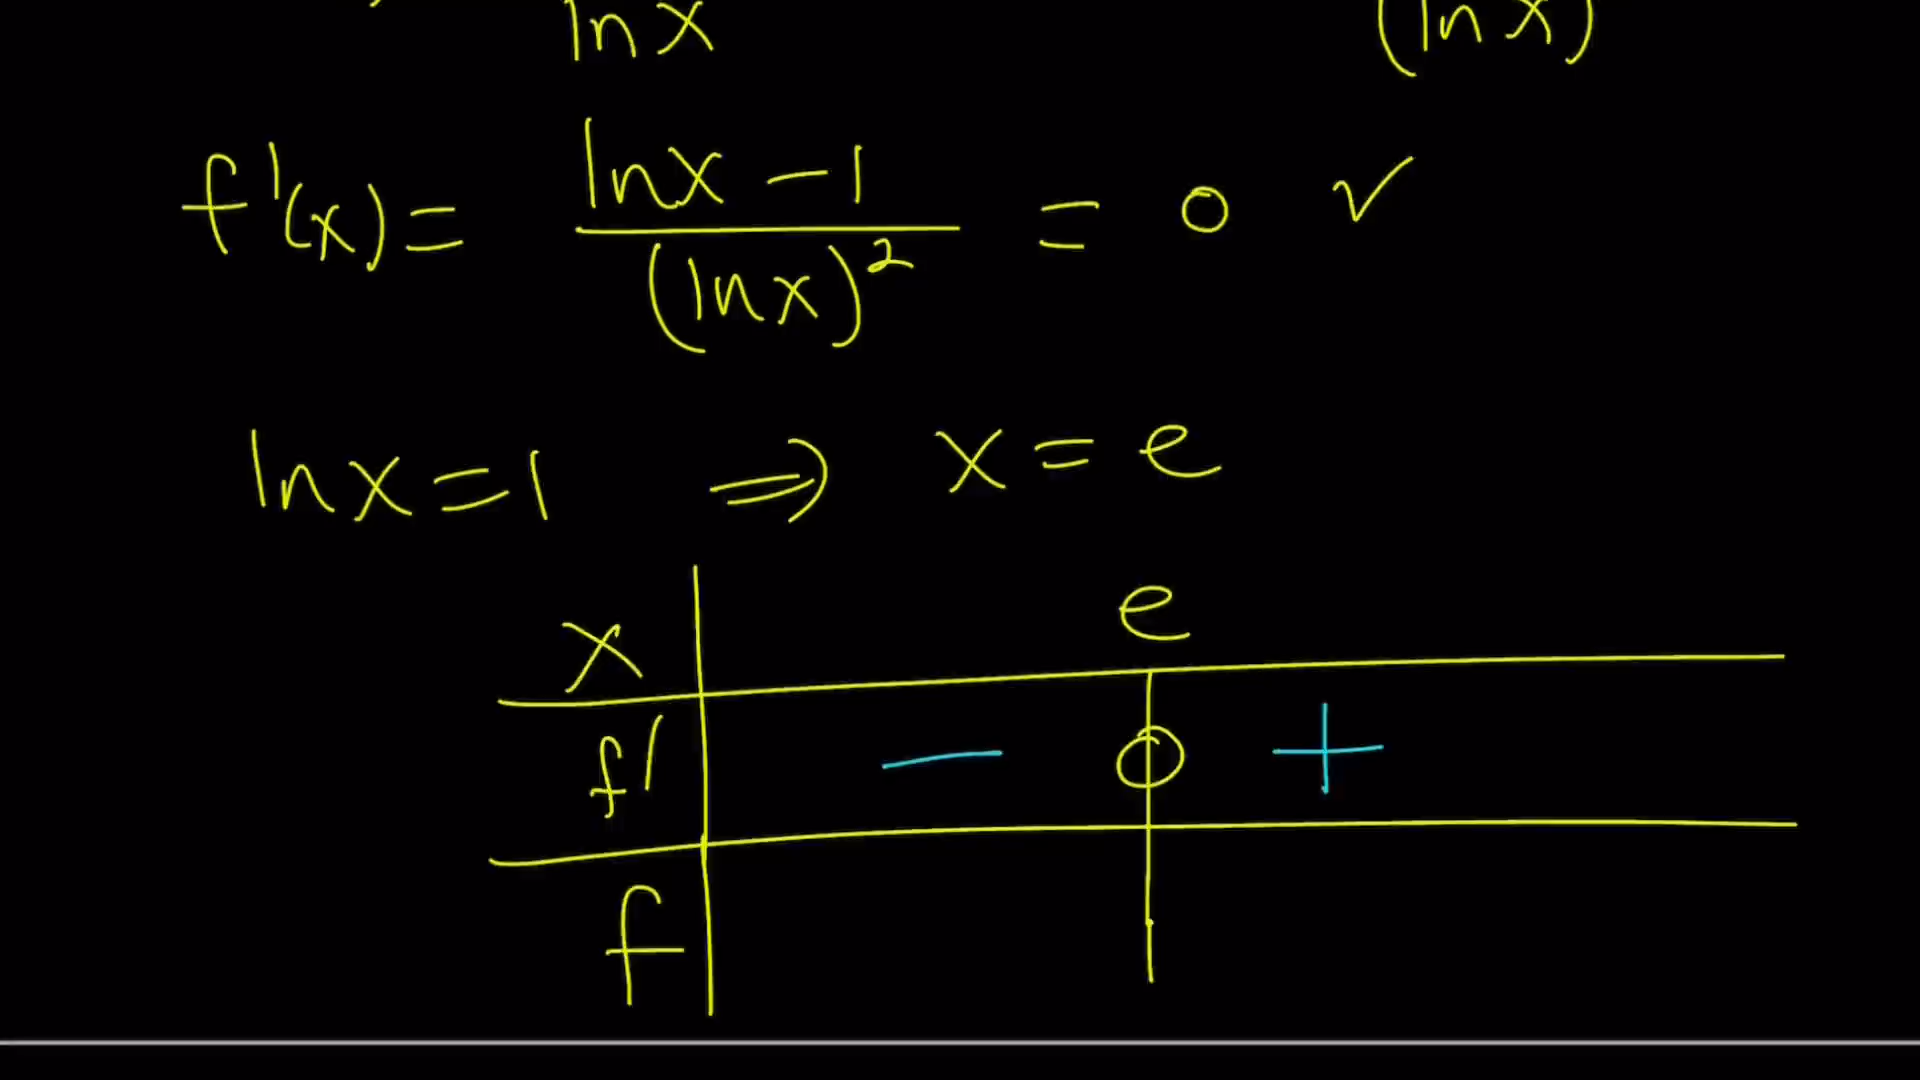 ln x (ln x)
f'(x) = ln x - 1 / (ln x)² = 0 ✓
ln x = 1 ⇒ x = e
x e
f' — 0 +
f